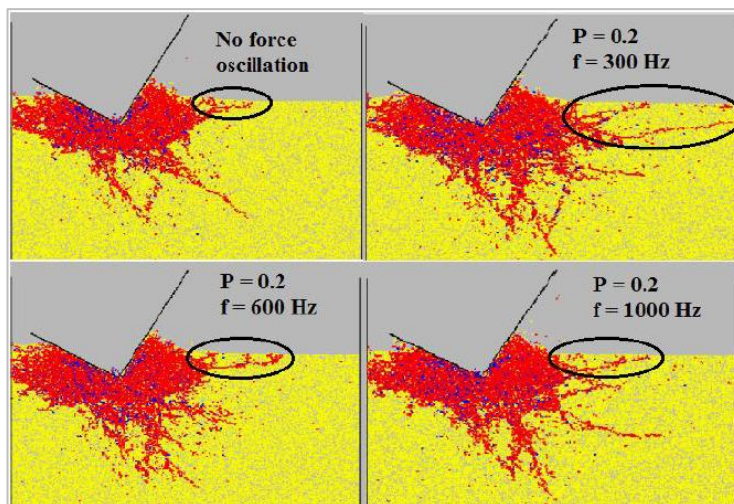 No force
oscillation
P = 0.2
f = 300 Hz
P = 0.2
f = 600 Hz
P = 0.2
f = 1000 Hz